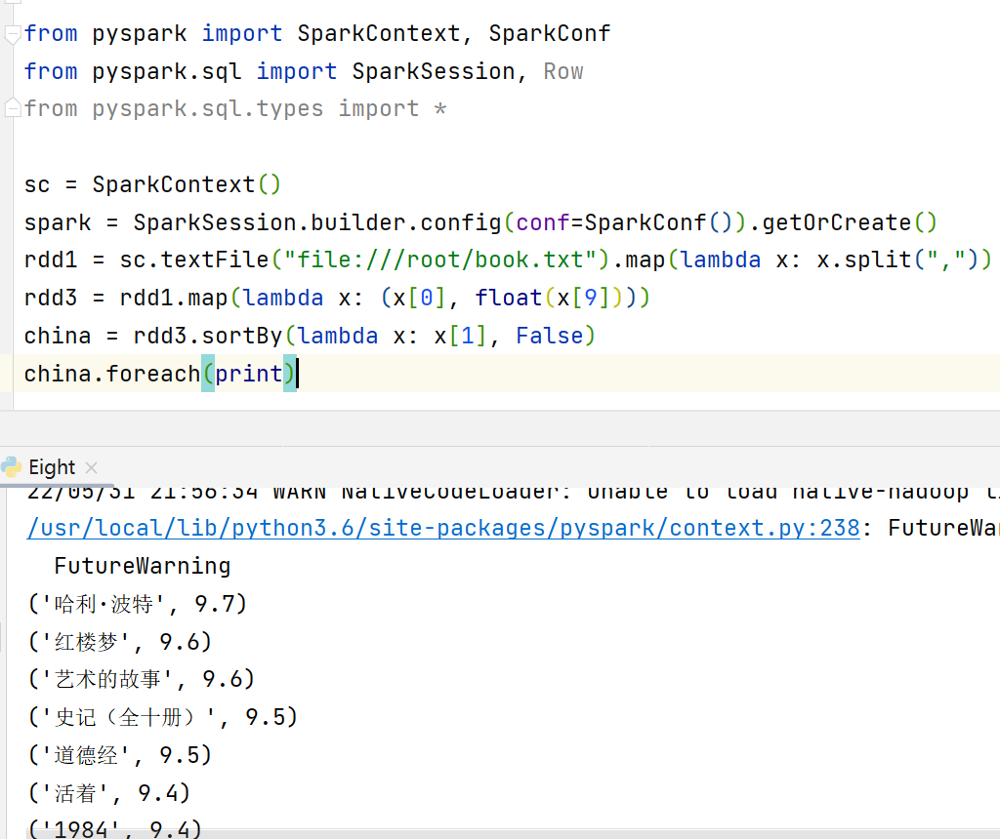 from pyspark import SparkContext, SparkConf
from pyspark.sql import SparkSession, Row
from pyspark.sql.types import *
sc = SparkContext()
spark = SparkSession.builder.config(conf=SparkConf()).getOrCreate()
rdd1 = sc.textFile("file:///root/book.txt").map(lambda x: x.split(","))
rdd3 = rdd1.map(lambda x: (x[0], float(x[9])))
china = rdd3.sortBy(lambda x: x[1], False)
china.foreach(print)
Eight
22/05/31 21:56:34 WARN NativeCodeLoader: Unable to load native-hadoop
/usr/local/lib/python3.6/site-packages/pyspark/context.py:238: FutureWa
FutureWarning
('哈利·波特', 9.7)
('红楼梦', 9.6)
('艺术的故事', 9.6)
('史记（全十册）', 9.5)
('道德经', 9.5)
('活着', 9.4)
('1984', 9.4)